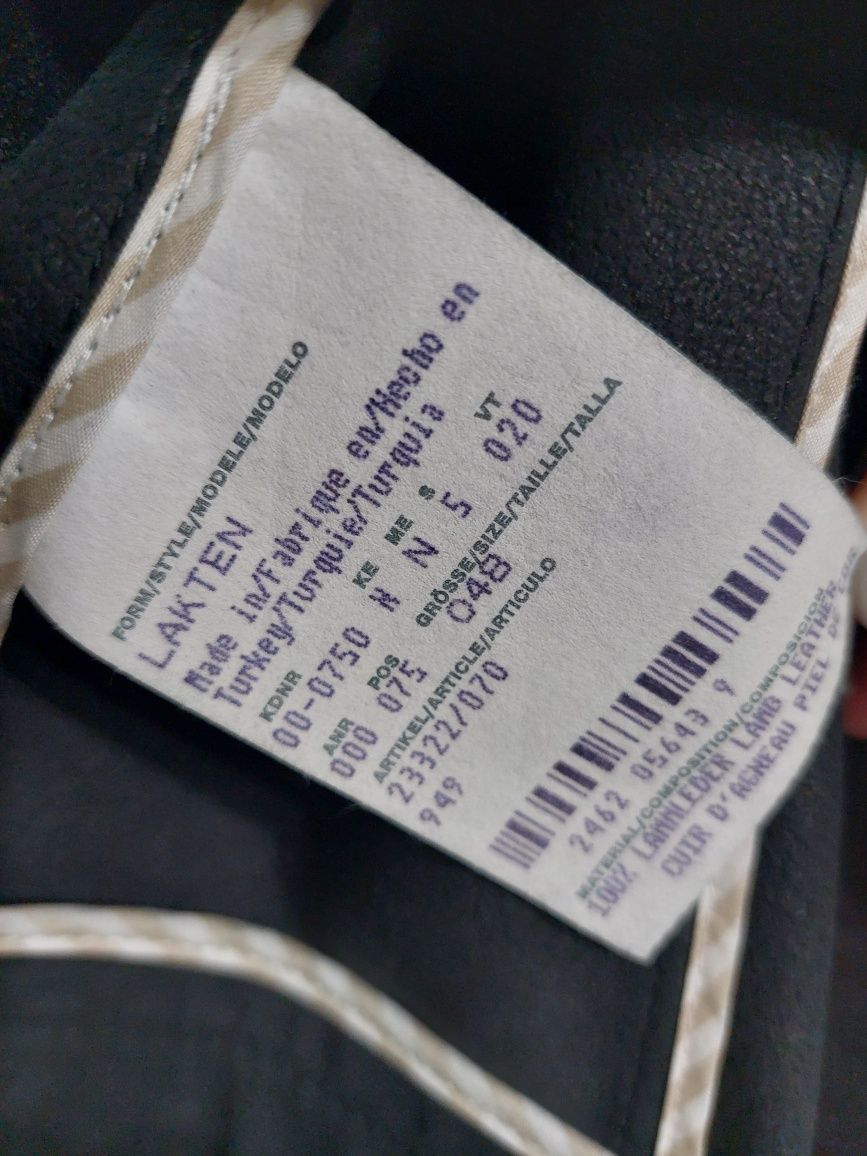 FORM/STYLE/MODELE/MODELO
LAKTEN
Made in/Fabrique en/Hecho en
Turkey/Turquie/Turquia
KDNR KE ME S VT
00-0750 H N 5 020
ANR POS GRÖSSE/SIZE/TAILLE/TALLA
000 075 048
ARTIKEL/ARTICLE/ARTICULO
23322/070
949
2462 05643 9
MATERIAL/COMPOSITION/COMPOSICION
100% LAMMLEDER LAMB LEATHER
CUIR D'AGNEAU PIEL DE